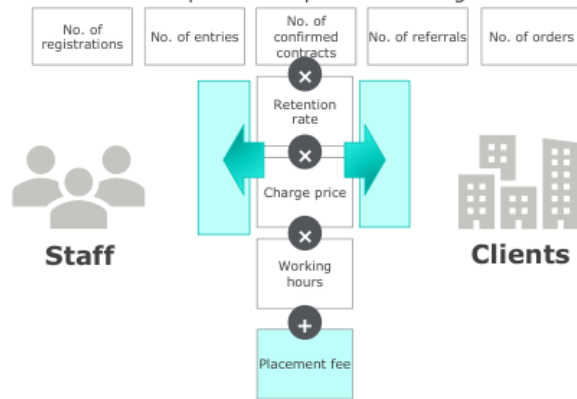 No. of
registrations
No. of entries
No. of
confirmed
contracts
No. of referrals
No. of orders
×
Retention
rate
×
Charge price
×
Working
hours
+
Placement fee
Staff
Clients